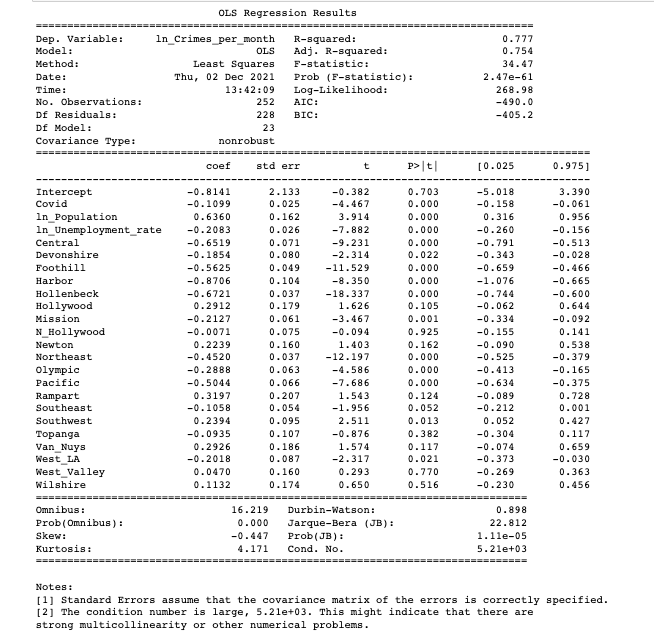 OLS Regression Results
==============================================================================
Dep. Variable: ln_Crimes_per_month R-squared: 0.777
Model: OLS Adj. R-squared: 0.754
Method: Least Squares F-statistic: 34.47
Date: Thu, 02 Dec 2021 Prob (F-statistic): 2.47e-61
Time: 13:42:09 Log-Likelihood: 268.98
No. Observations: 252 AIC: -490.0
Df Residuals: 228 BIC: -405.2
Df Model: 23
Covariance Type: nonrobust
==============================================================================
coef std err t P>|t| [0.025 0.975]
------------------------------------------------------------------------------
Intercept -0.8141 2.133 -0.382 0.703 -5.018 3.390
Covid -0.1099 0.025 -4.467 0.000 -0.158 -0.061
ln_Population 0.6360 0.162 3.914 0.000 0.316 0.956
ln_Unemployment_rate -0.2083 0.026 -7.882 0.000 -0.260 -0.156
Central -0.6519 0.071 -9.231 0.000 -0.791 -0.513
Devonshire -0.1854 0.080 -2.314 0.022 -0.343 -0.028
Foothill -0.5625 0.049 -11.529 0.000 -0.659 -0.466
Harbor -0.8706 0.104 -8.350 0.000 -1.076 -0.665
Hollenbeck -0.6721 0.037 -18.337 0.000 -0.744 -0.600
Hollywood 0.2912 0.179 1.626 0.105 -0.062 0.644
Mission -0.2127 0.061 -3.467 0.001 -0.334 -0.092
N_Hollywood -0.0071 0.075 -0.094 0.925 -0.155 0.141
Newton 0.2239 0.160 1.403 0.162 -0.090 0.538
Northeast -0.4520 0.037 -12.197 0.000 -0.525 -0.379
Olympic -0.2888 0.063 -4.586 0.000 -0.413 -0.165
Pacific -0.5044 0.066 -7.686 0.000 -0.634 -0.375
Rampart 0.3197 0.207 1.543 0.124 -0.089 0.728
Southeast -0.1058 0.054 -1.956 0.052 -0.212 0.001
Southwest 0.2394 0.095 2.511 0.013 0.052 0.427
Topanga -0.0935 0.107 -0.876 0.382 -0.304 0.117
Van_Nuys 0.2926 0.186 1.574 0.117 -0.074 0.659
West_LA -0.2018 0.087 -2.317 0.021 -0.373 -0.030
West_Valley 0.0470 0.160 0.293 0.770 -0.269 0.363
Wilshire 0.1132 0.174 0.650 0.516 -0.230 0.456
==============================================================================
Omnibus: 16.219 Durbin-Watson: 0.898
Prob(Omnibus): 0.000 Jarque-Bera (JB): 22.812
Skew: -0.447 Prob(JB): 1.11e-05
Kurtosis: 4.171 Cond. No. 5.21e+03
==============================================================================
Notes:
[1] Standard Errors assume that the covariance matrix of the errors is correctly specified.
[2] The condition number is large, 5.21e+03. This might indicate that there are
strong multicollinearity or other numerical problems.